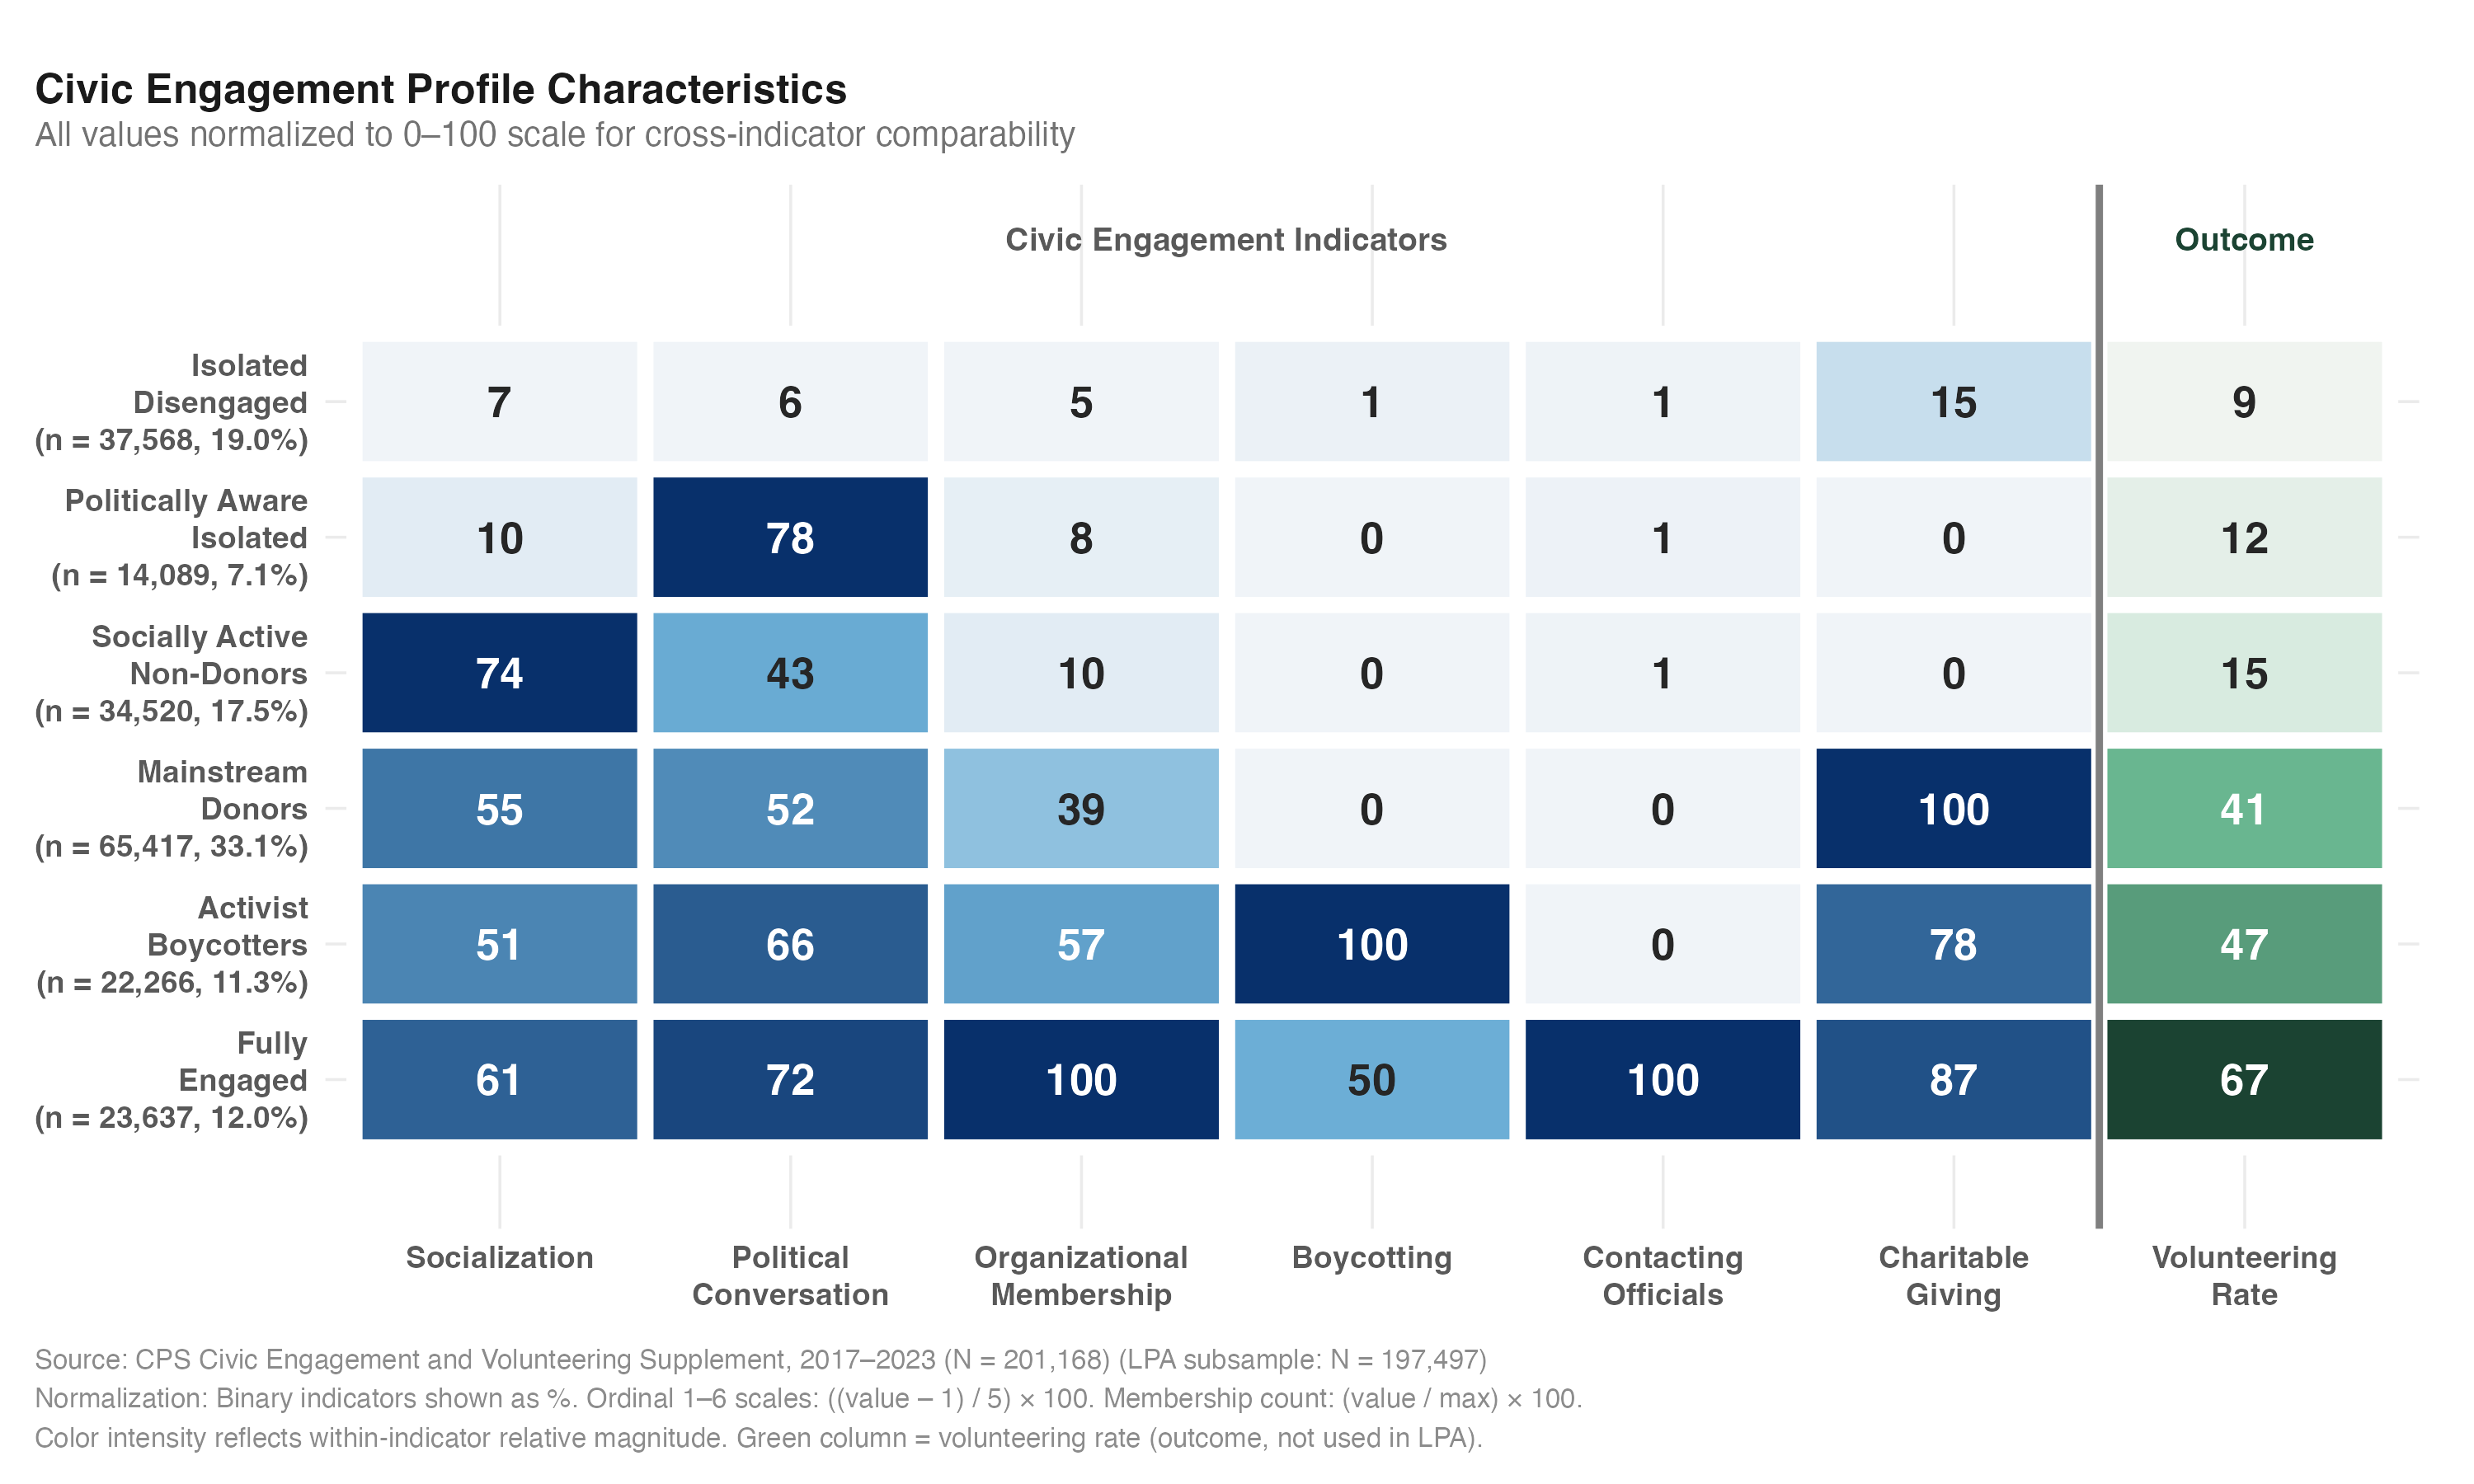 Civic Engagement Profile Characteristics
All values normalized to 0–100 scale for cross-indicator comparability
Civic Engagement Indicators
Outcome
Isolated
Disengaged
(n = 37,568, 19.0%)
7 6 5 1 1 15 9
Politically Aware
Isolated
(n = 14,089, 7.1%)
10 78 8 0 1 0 12
Socially Active
Non-Donors
(n = 34,520, 17.5%)
74 43 10 0 1 0 15
Mainstream
Donors
(n = 65,417, 33.1%)
55 52 39 0 0 100 41
Activist
Boycotters
(n = 22,266, 11.3%)
51 66 57 100 0 78 47
Fully
Engaged
(n = 23,637, 12.0%)
61 72 100 50 100 87 67
Socialization
Political
Conversation
Organizational
Membership
Boycotting
Contacting
Officials
Charitable
Giving
Volunteering
Rate
Source: CPS Civic Engagement and Volunteering Supplement, 2017–2023 (N = 201,168) (LPA subsample: N = 197,497)
Normalization: Binary indicators shown as %. Ordinal 1–6 scales: ((value – 1) / 5) × 100. Membership count: (value / max) × 100.
Color intensity reflects within-indicator relative magnitude. Green column = volunteering rate (outcome, not used in LPA).